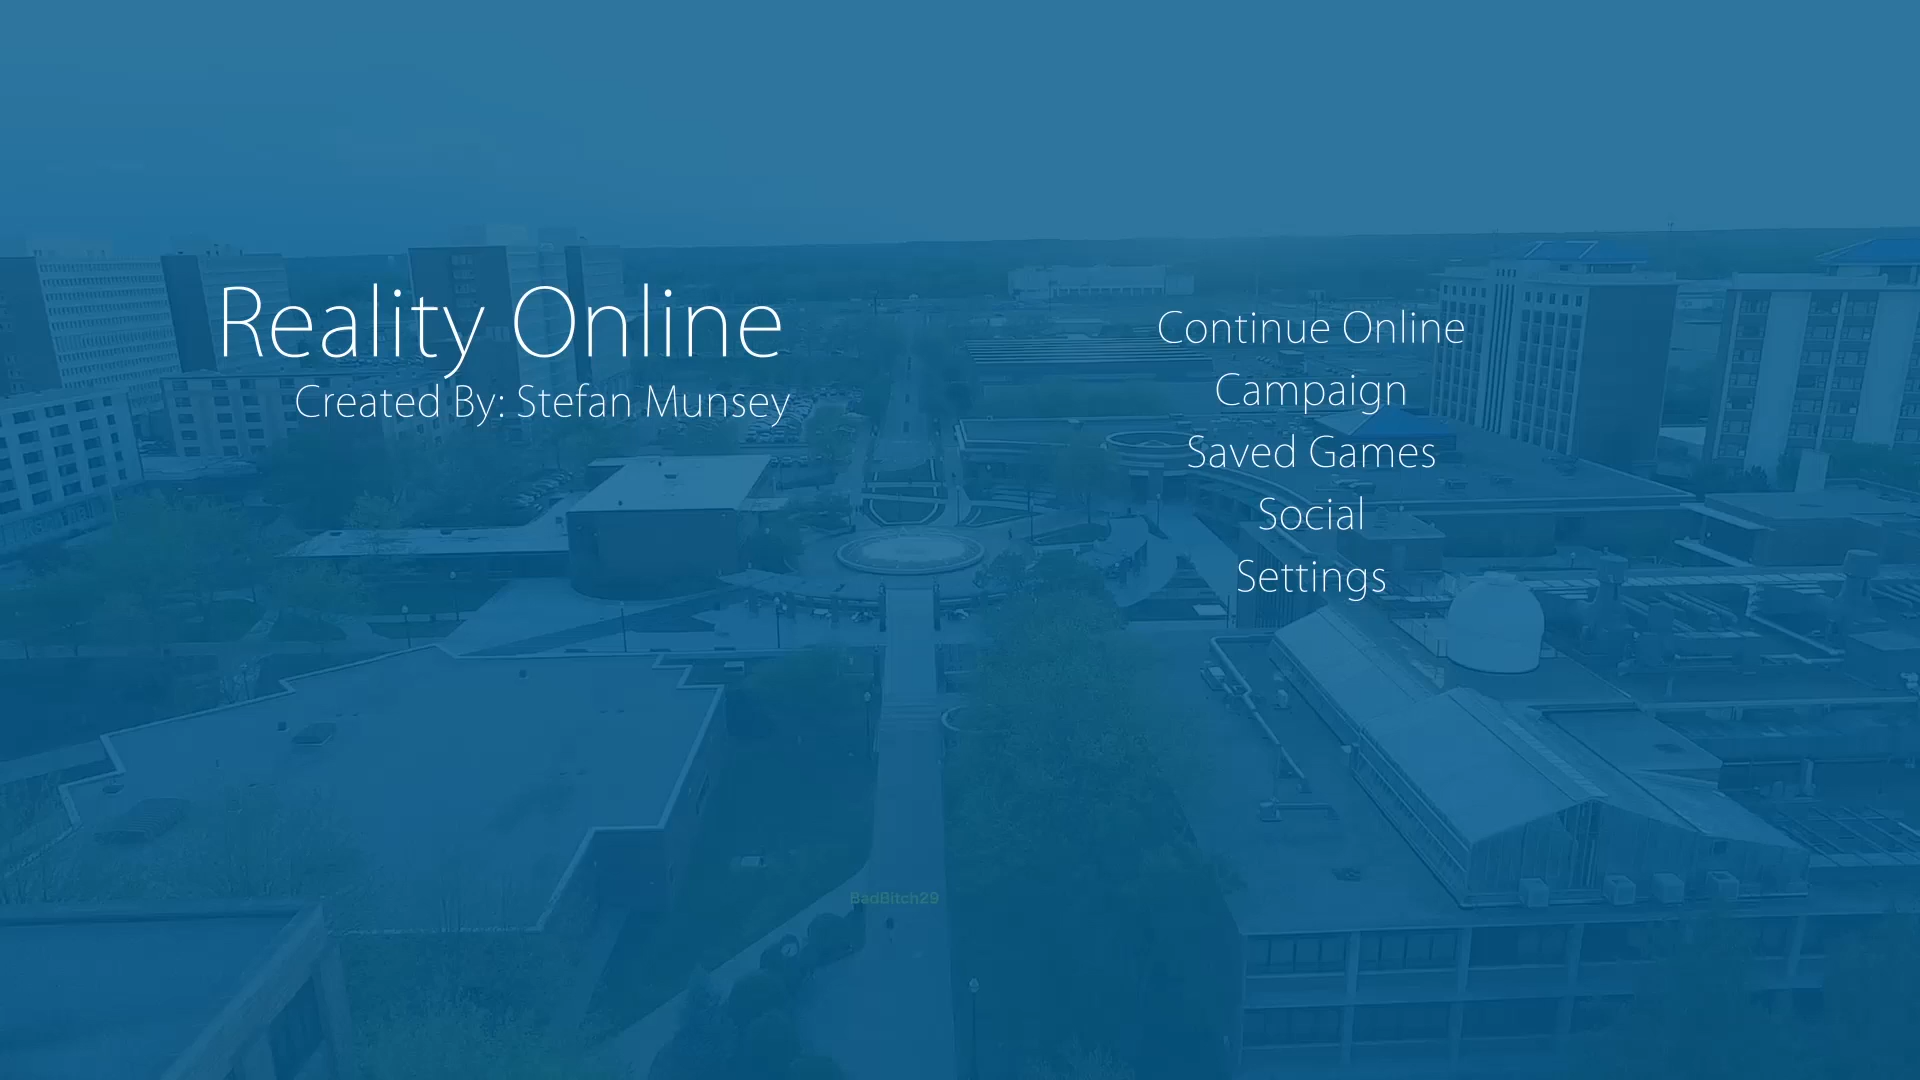 Reality Online
Created By: Stefan Munsey
Continue Online
Campaign
Saved Games
Social
Settings
BadBitch29